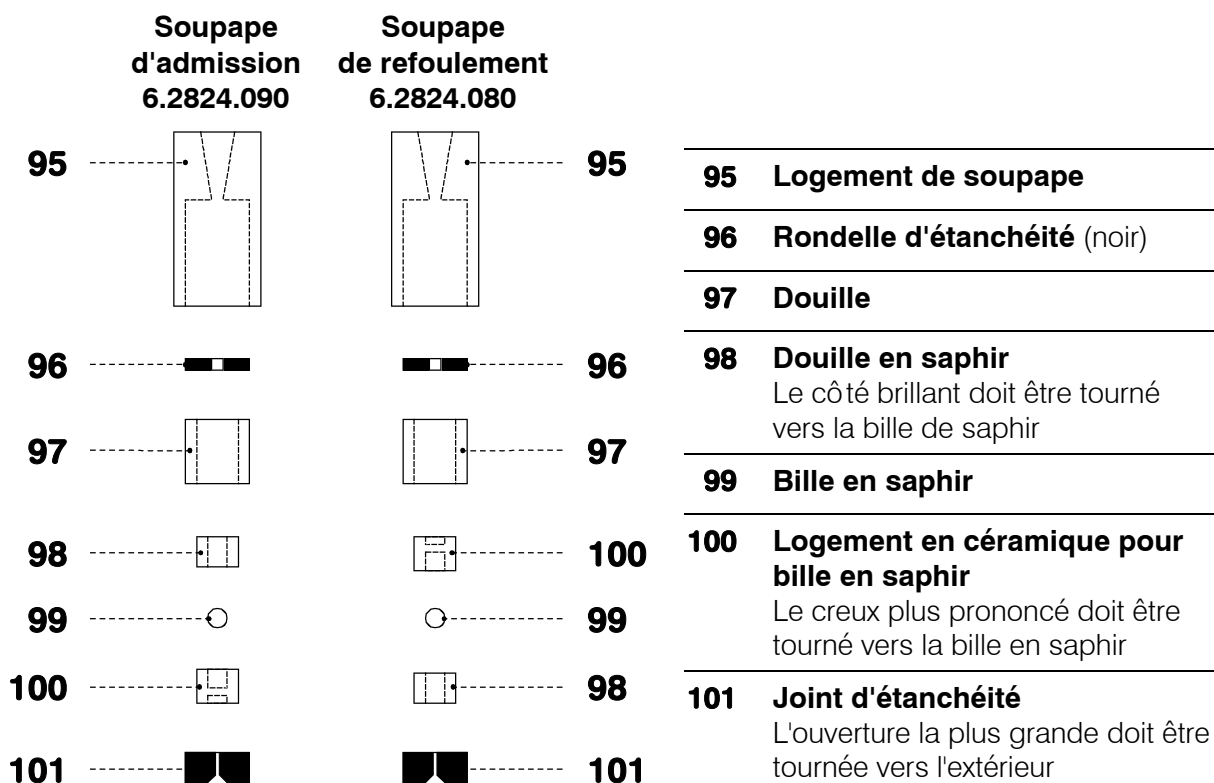 Soupape
d'admission
6.2824.090
Soupape
de refoulement
6.2824.080
95
95
96
96
97
97
98
100
99
99
100
98
101
101
95 Logement de soupape
96 Rondelle d'étanchéité (noir)
97 Douille
98 Douille en saphir
Le côté brillant doit être tourné
vers la bille de saphir
99 Bille en saphir
100 Logement en céramique pour
bille en saphir
Le creux plus prononcé doit être
tourné vers la bille en saphir
101 Joint d'étanchéité
L'ouverture la plus grande doit être
tournée vers l'extérieur